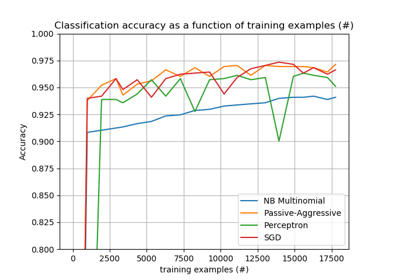 Classification accuracy as a function of training examples (#)
1.000
0.975
0.950
0.925
0.900
0.875
0.850
0.825
0.800
Accuracy
NB Multinomial
Passive-Aggressive
Perceptron
SGD
0 2500 5000 7500 10000 12500 15000 17500
training examples (#)